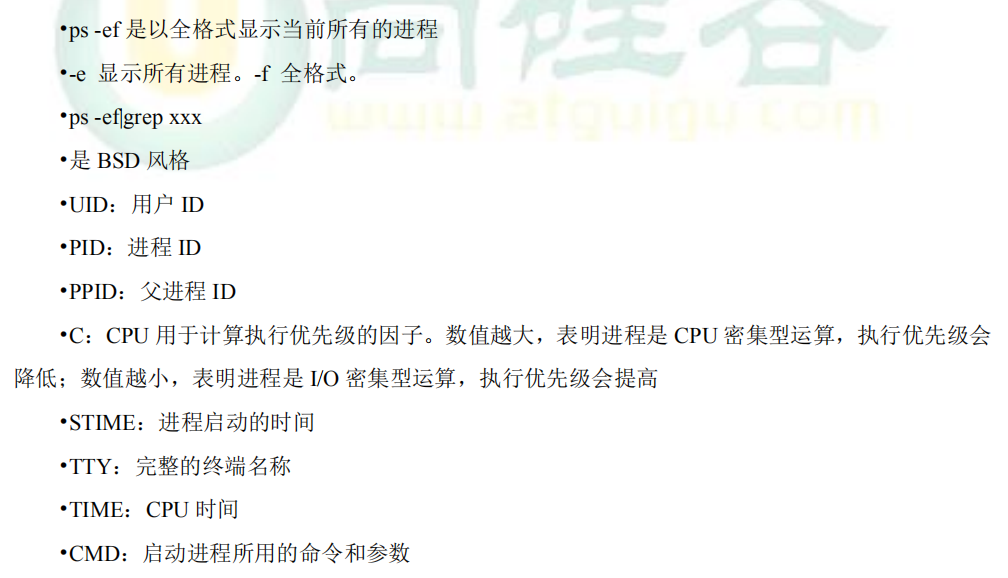 尚硅谷
www.atguigu.com
•ps -ef 是以全格式显示当前所有的进程
•-e 显示所有进程。-f 全格式。
•ps -ef|grep xxx
•是 BSD 风格
•UID：用户 ID
•PID：进程 ID
•PPID：父进程 ID
•C：CPU 用于计算执行优先级的因子。数值越大，表明进程是 CPU 密集型运算，执行优先级会
降低；数值越小，表明进程是 I/O 密集型运算，执行优先级会提高
•STIME：进程启动的时间
•TTY：完整的终端名称
•TIME：CPU 时间
•CMD：启动进程所用的命令和参数